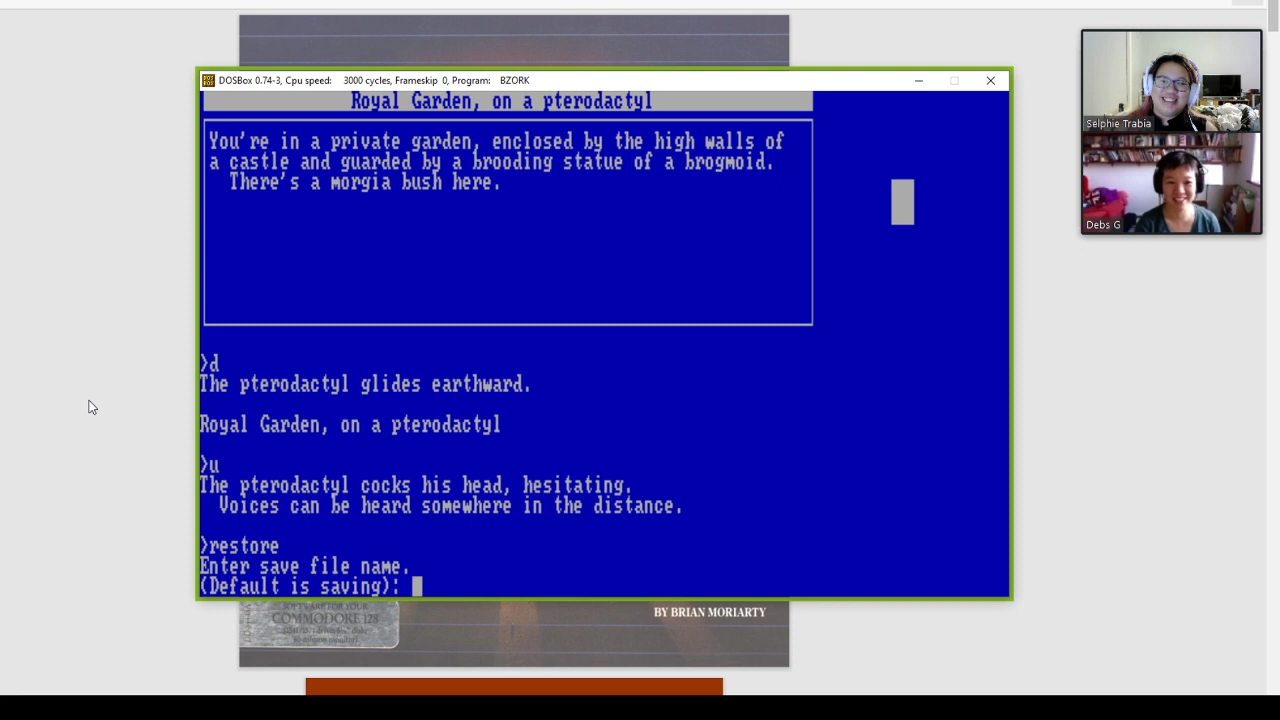 DOSBox 0.74-3, Cpu speed: 3000 cycles, Frameskip 0, Program: BZORK
Royal Garden, on a pterodactyl
You're in a private garden, enclosed by the high walls of
a castle and guarded by a brooding statue of a brogmoid.
There's a morgia bush here.
>d
The pterodactyl glides earthward.
Royal Garden, on a pterodactyl
>u
The pterodactyl cocks his head, hesitating.
Voices can be heard somewhere in the distance.
>restore
Enter save file name.
(Default is saving):
SOFTWARE FOR YOUR
COMMODORE 128
BY BRIAN MORIARTY
Selphie Trabia
Debs G